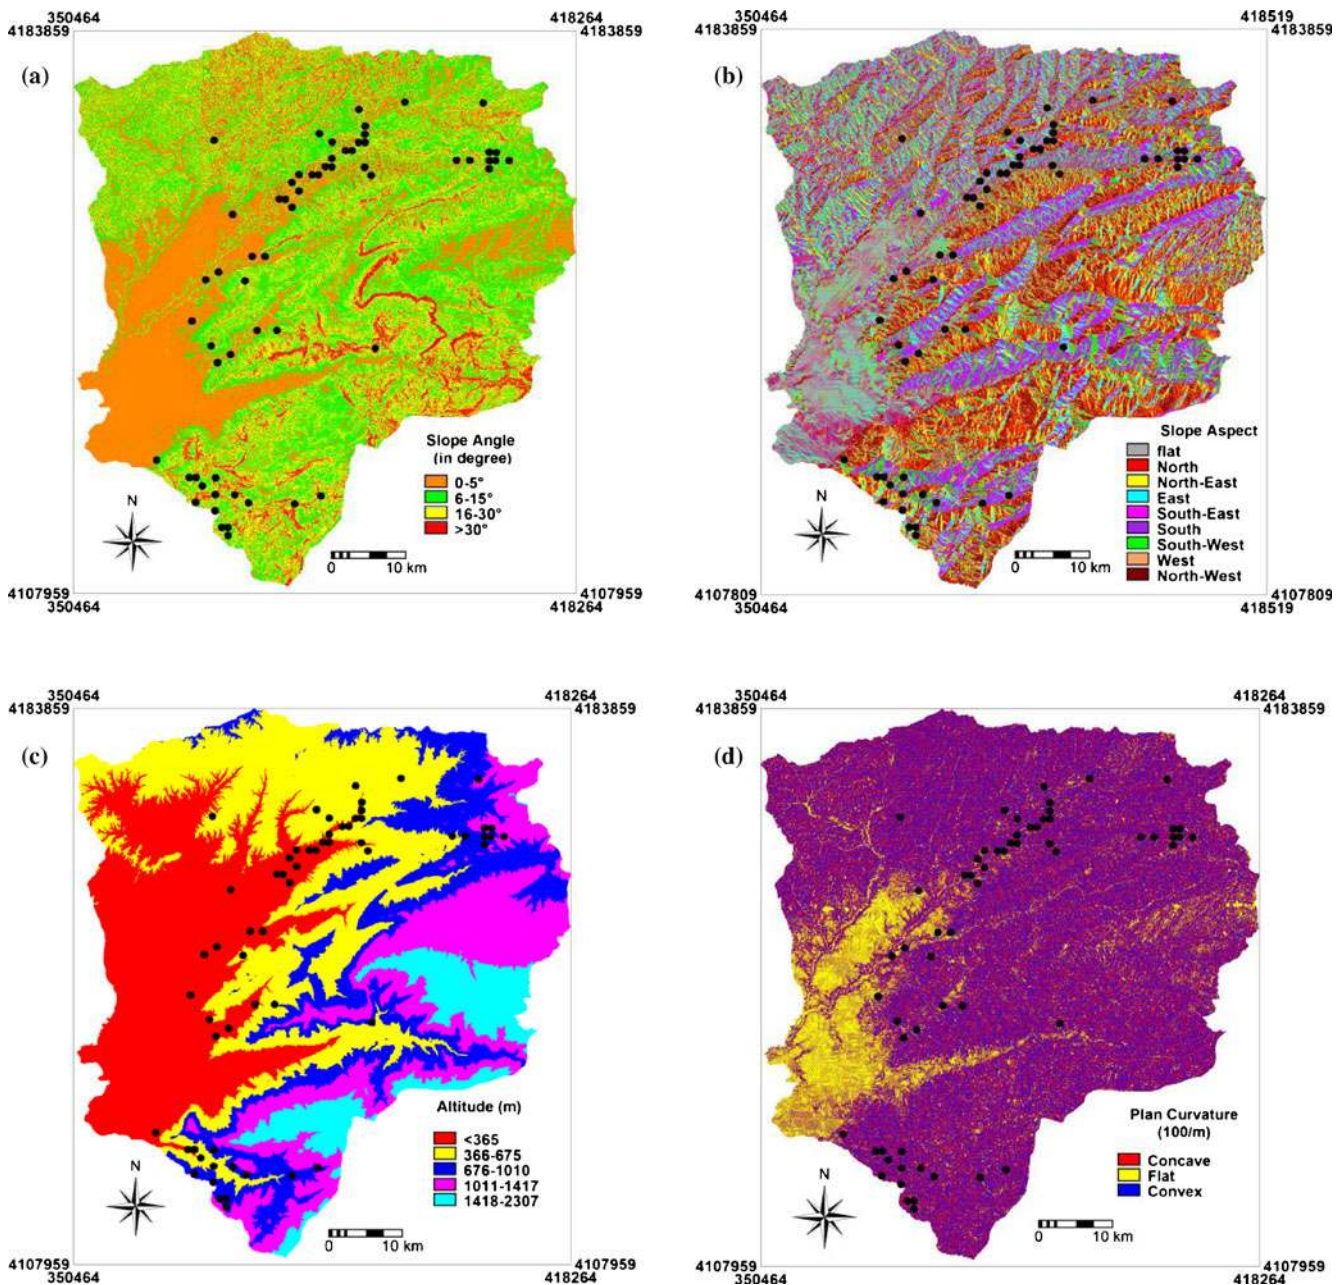 350464
418264
4183859
4183859
(a)
Slope Angle
(in degree)
0-5°
6-15°
16-30°
>30°
N
0 10 km
4107959
4107959
350464
418264
350464
418519
4183859
4183859
(b)
Slope Aspect
flat
North
North-East
East
South-East
South
South-West
West
North-West
N
0 10 km
4107809
4107809
350464
418519
350464
418264
4183859
4183859
(c)
Altitude (m)
<365
366-675
676-1010
1011-1417
1418-2307
N
0 10 km
4107959
4107959
350464
418264
350464
418264
4183859
4183859
(d)
Plan Curvature
(100/m)
Concave
Flat
Convex
N
0 10 km
4107959
4107959
350464
418264